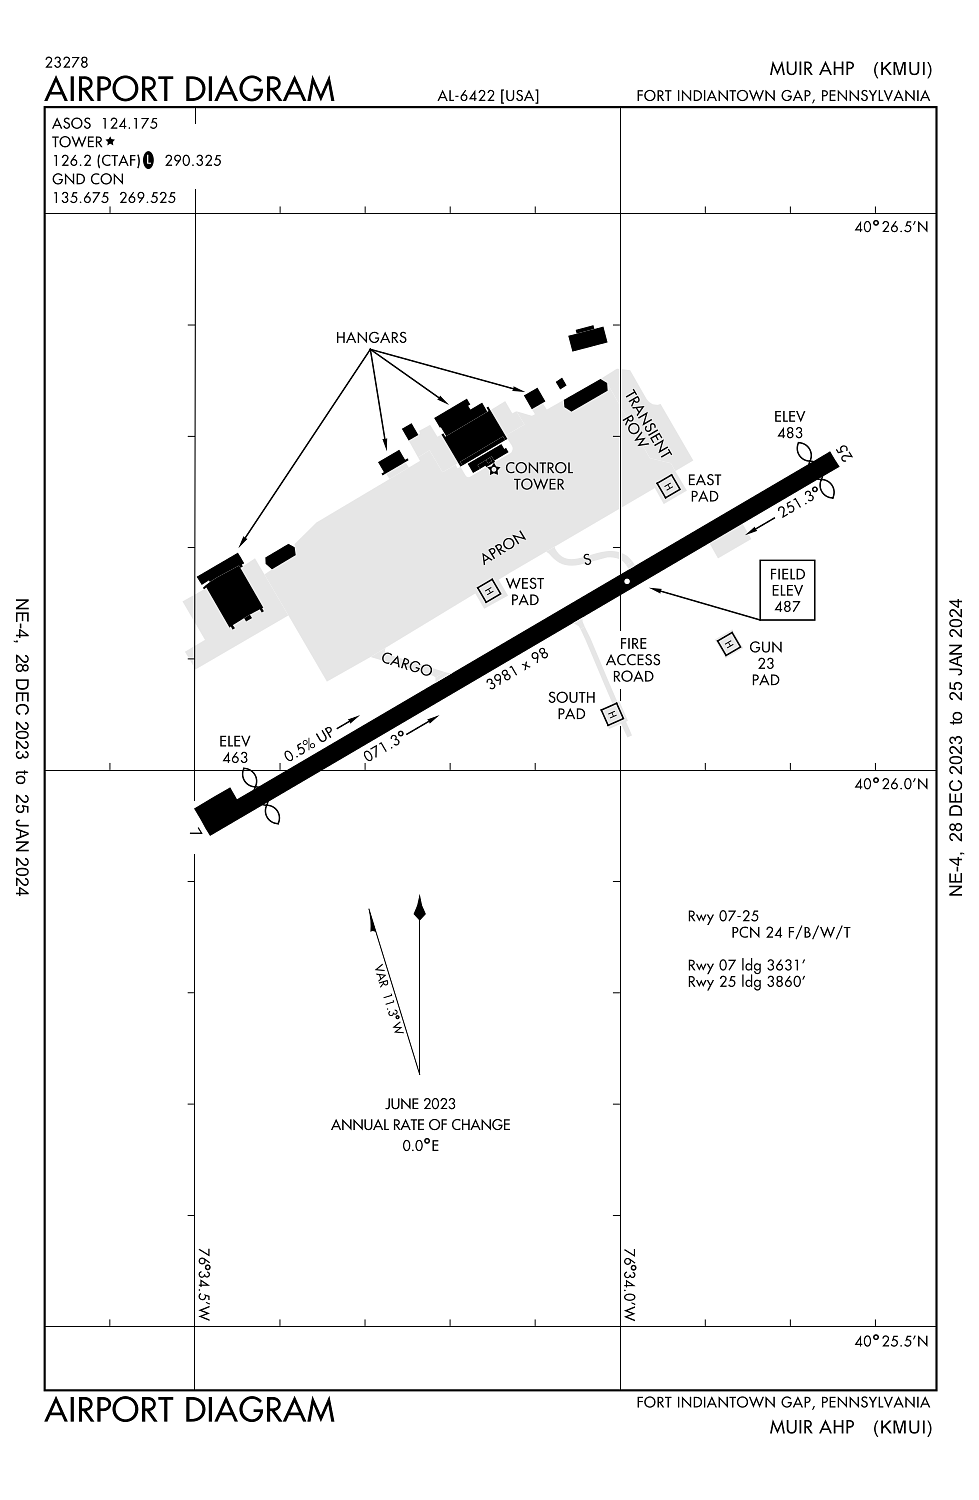 23278
AIRPORT DIAGRAM
AL-6422 [USA]
MUIR AHP (KMUI)
FORT INDIANTOWN GAP, PENNSYLVANIA
ASOS 124.175
TOWER★
126.2 (CTAF) L 290.325
GND CON
135.675 269.525
40°26.5'N
HANGARS
TRANSIENT
ROW
ELEV
483
25
CONTROL
TOWER
H
EAST
PAD
251.3°
APRON
S
H
WEST
PAD
FIELD
ELEV
487
CARGO
3981 x 98
FIRE
ACCESS
ROAD
H
GUN
23
PAD
SOUTH
PAD
H
ELEV
463
0.5% UP
071.3°
7
40°26.0'N
VAR 11.3°W
JUNE 2023
ANNUAL RATE OF CHANGE
0.0°E
Rwy 07-25
PCN 24 F/B/W/T
Rwy 07 ldg 3631'
Rwy 25 ldg 3860'
76°34.5'W
76°34.0'W
40°25.5'N
NE-4, 28 DEC 2023 to 25 JAN 2024
NE-4, 28 DEC 2023 to 25 JAN 2024
AIRPORT DIAGRAM
FORT INDIANTOWN GAP, PENNSYLVANIA
MUIR AHP (KMUI)